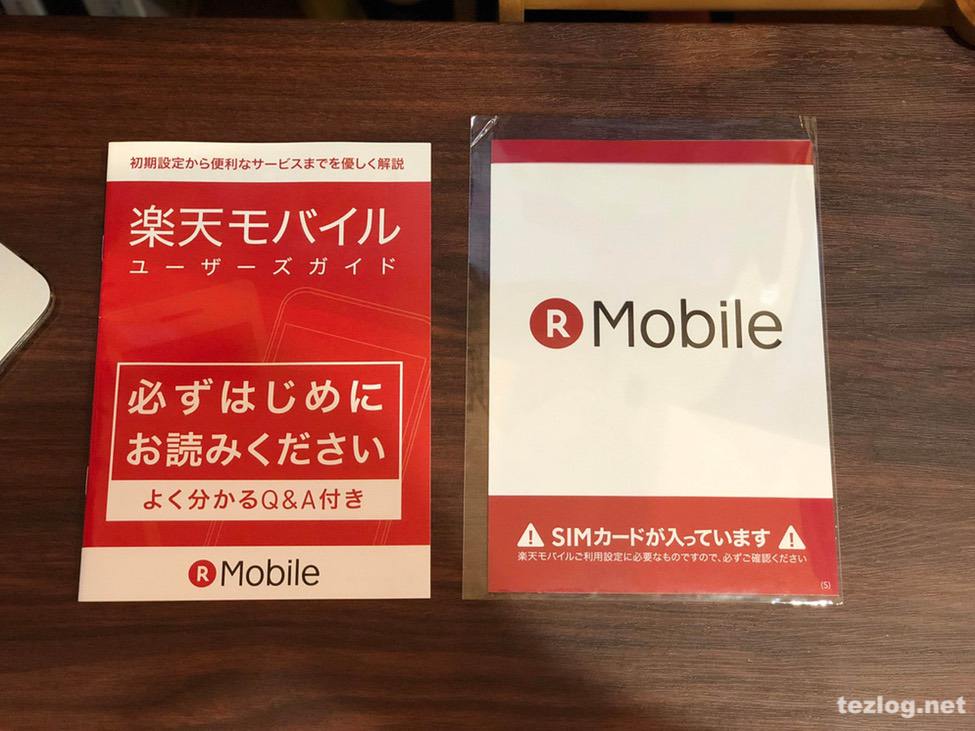 初期設定から便利なサービスまでを優しく解説
楽天モバイル
ユーザーズガイド
必ずはじめに
お読みください
よく分かるQ&A付き
R Mobile
R Mobile
SIMカードが入っています
楽天モバイルご利用設定に必要なものですので、必ずご確認ください
(S)
tezlog.net